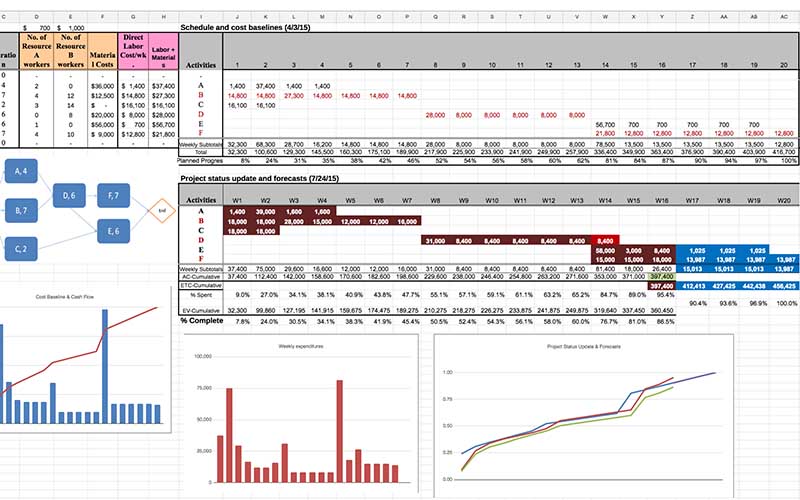 C D E F G H I J K L M N O P Q R S T U V W X Y Z AA AB AC
$ 700 $ 1,000 Schedule and cost baselines (4/3/15)
No. of Resource A workers No. of Resource B workers Material Costs Direct Labor Cost/wk Labor + Materials Activities 1 2 3 4 5 6 7 8 9 10 11 12 13 14 15 16 17 18 19 20
0 - - - - -
4 2 0 $36,000 $ 1,400 $37,400 A 1,400 37,400 1,400 1,400
7 4 12 $12,500 $14,800 $27,300 B 14,800 14,800 27,300 14,800 14,800 14,800 14,800
2 3 14 $ - $16,100 $16,100 C 16,100 16,100
6 0 8 $20,000 $ 8,000 $28,000 D 28,000 8,000 8,000 8,000 8,000 8,000
6 1 0 $56,000 $ 700 $56,700 E 56,700 700 700 700 700 700
7 4 10 $ 9,000 $12,800 $21,800 F 21,800 12,800 12,800 12,800 12,800 12,800 12,800
0 - - - - - Weekly Subtotals 32,300 68,300 28,700 16,200 14,800 14,800 14,800 28,000 8,000 8,000 8,000 8,000 8,000 78,500 13,500 13,500 13,500 13,500 13,500 12,800
Total 32,300 100,600 129,300 145,500 160,300 175,100 189,900 217,900 225,900 233,900 241,900 249,900 257,900 336,400 349,900 363,400 376,900 390,400 403,900 416,700
Planned Progres 8% 24% 31% 35% 38% 42% 46% 52% 54% 56% 58% 60% 62% 81% 84% 87% 90% 94% 97% 100%
A, 4
B, 7
C, 2
D, 6
F, 7
E, 6
End
Project status update and forecasts (7/24/15)
Activities W1 W2 W3 W4 W5 W6 W7 W8 W9 W10 W11 W12 W13 W14 W15 W16 W17 W18 W19 W20
A 1,400 39,000 1,600 1,600
B 18,000 18,000 28,000 15,000 12,000 12,000 16,000
C 18,000 18,000
D 31,000 8,400 8,400 8,400 8,400 8,400 8,400
E 58,000 3,000 8,400 1,025 1,025 1,025
F 15,000 15,000 18,000 13,987 13,987 13,987 13,987
Weekly Subtotals 37,400 75,000 29,600 16,600 12,000 12,000 16,000 31,000 8,400 8,400 8,400 8,400 8,400 81,400 18,000 26,400 15,013 15,013 15,013 13,987
AC-Cumulative 37,400 112,400 142,000 158,600 170,600 182,600 198,600 229,600 238,000 246,400 254,800 263,200 271,600 353,000 371,000 397,400
ETC-Cumulative 397,400 412,413 427,425 442,438 456,425
% Spent 9.0% 27.0% 34.1% 38.1% 40.9% 43.8% 47.7% 55.1% 57.1% 59.1% 61.1% 63.2% 65.2% 84.7% 89.0% 95.4%
90.4% 93.6% 96.9% 100.0%
EV-Cumulative 32,300 99,860 127,195 141,915 159,675 174,475 189,275 210,275 218,275 226,275 233,875 241,875 249,875 319,640 337,450 360,450
% Complete 7.8% 24.0% 30.5% 34.1% 38.3% 41.9% 45.4% 50.5% 52.4% 54.3% 56.1% 58.0% 60.0% 76.7% 81.0% 86.5%
Cost Baseline & Cash Flow
Weekly expenditures
100,000
75,000
50,000
25,000
0
Project Status Update & Forecasts
1.00
0.75
0.50
0.25
0.00